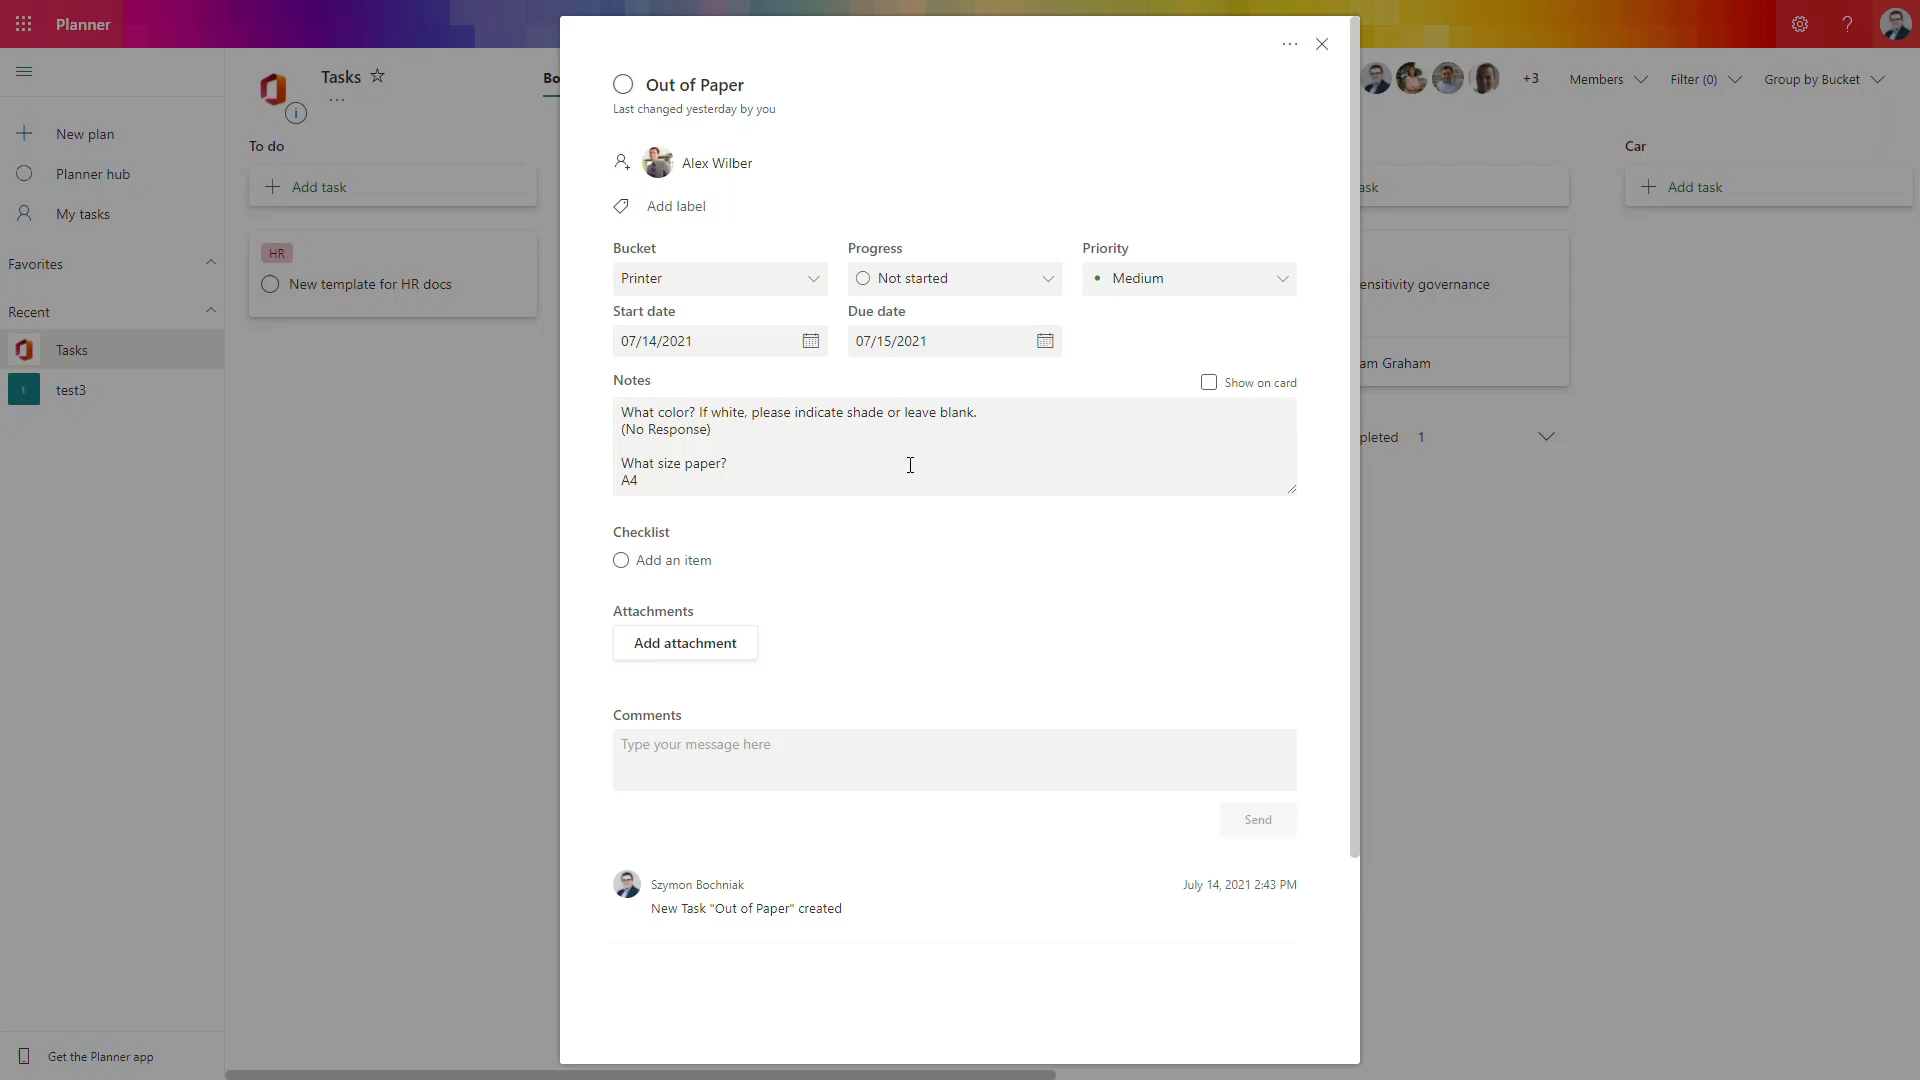 Planner
New plan
Planner hub
My tasks
Favorites
Recent
Tasks
test3
Get the Planner app
Tasks
...
Bo
+3
Members
Filter (0)
Group by Bucket
To do
Add task
HR
New template for HR docs
ask
ensitivity governance
am Graham
pleted 1
Car
Add task
Out of Paper
Last changed yesterday by you
Alex Wilber
Add label
Bucket
Progress
Priority
Printer
Not started
Medium
Start date
Due date
07/14/2021
07/15/2021
Notes
Show on card
What color? If white, please indicate shade or leave blank.
(No Response)
What size paper?
A4
Checklist
Add an item
Attachments
Add attachment
Comments
Type your message here
Send
Szymon Bochniak
July 14, 2021 2:43 PM
New Task "Out of Paper" created